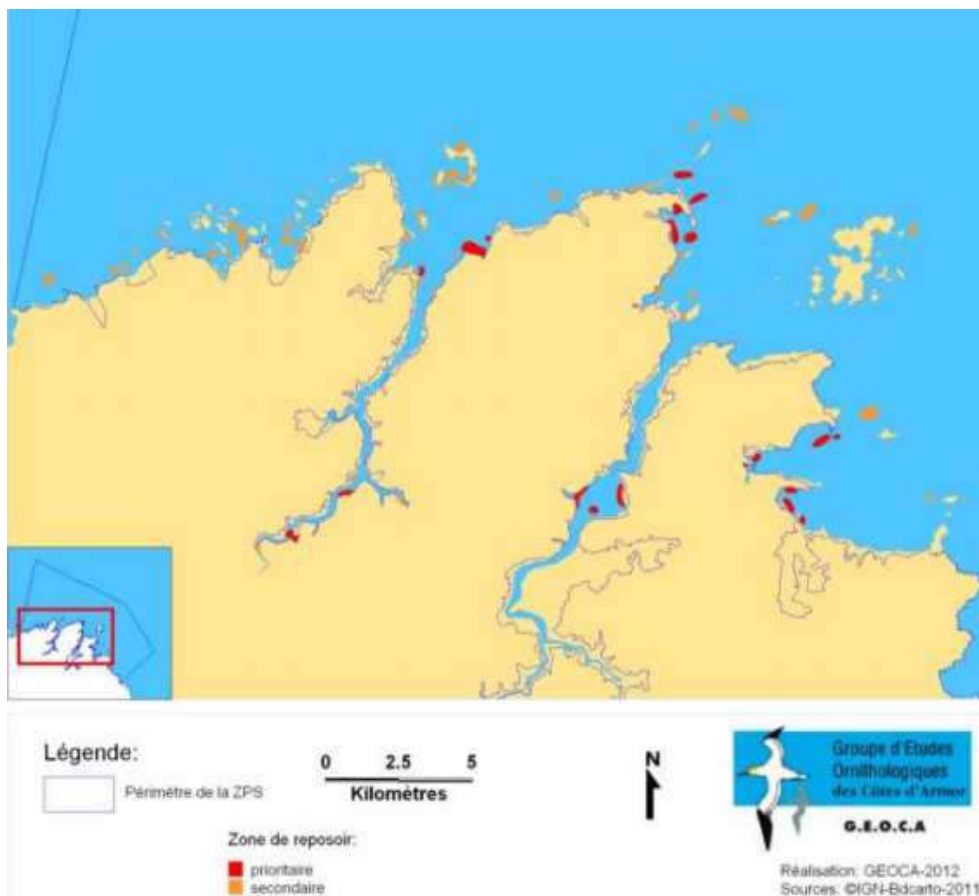 Légende:
Périmètre de la ZPS
0 2.5 5
Kilomètres
N
Zone de reposoir:
prioritaire
secondaire
Groupe d'Etudes
Ornithologiques
des Côtes d'Armor
G.E.O.C.A
Réalisation: GEOCA-2012
Sources: ©IGN-Bdcarto-2011